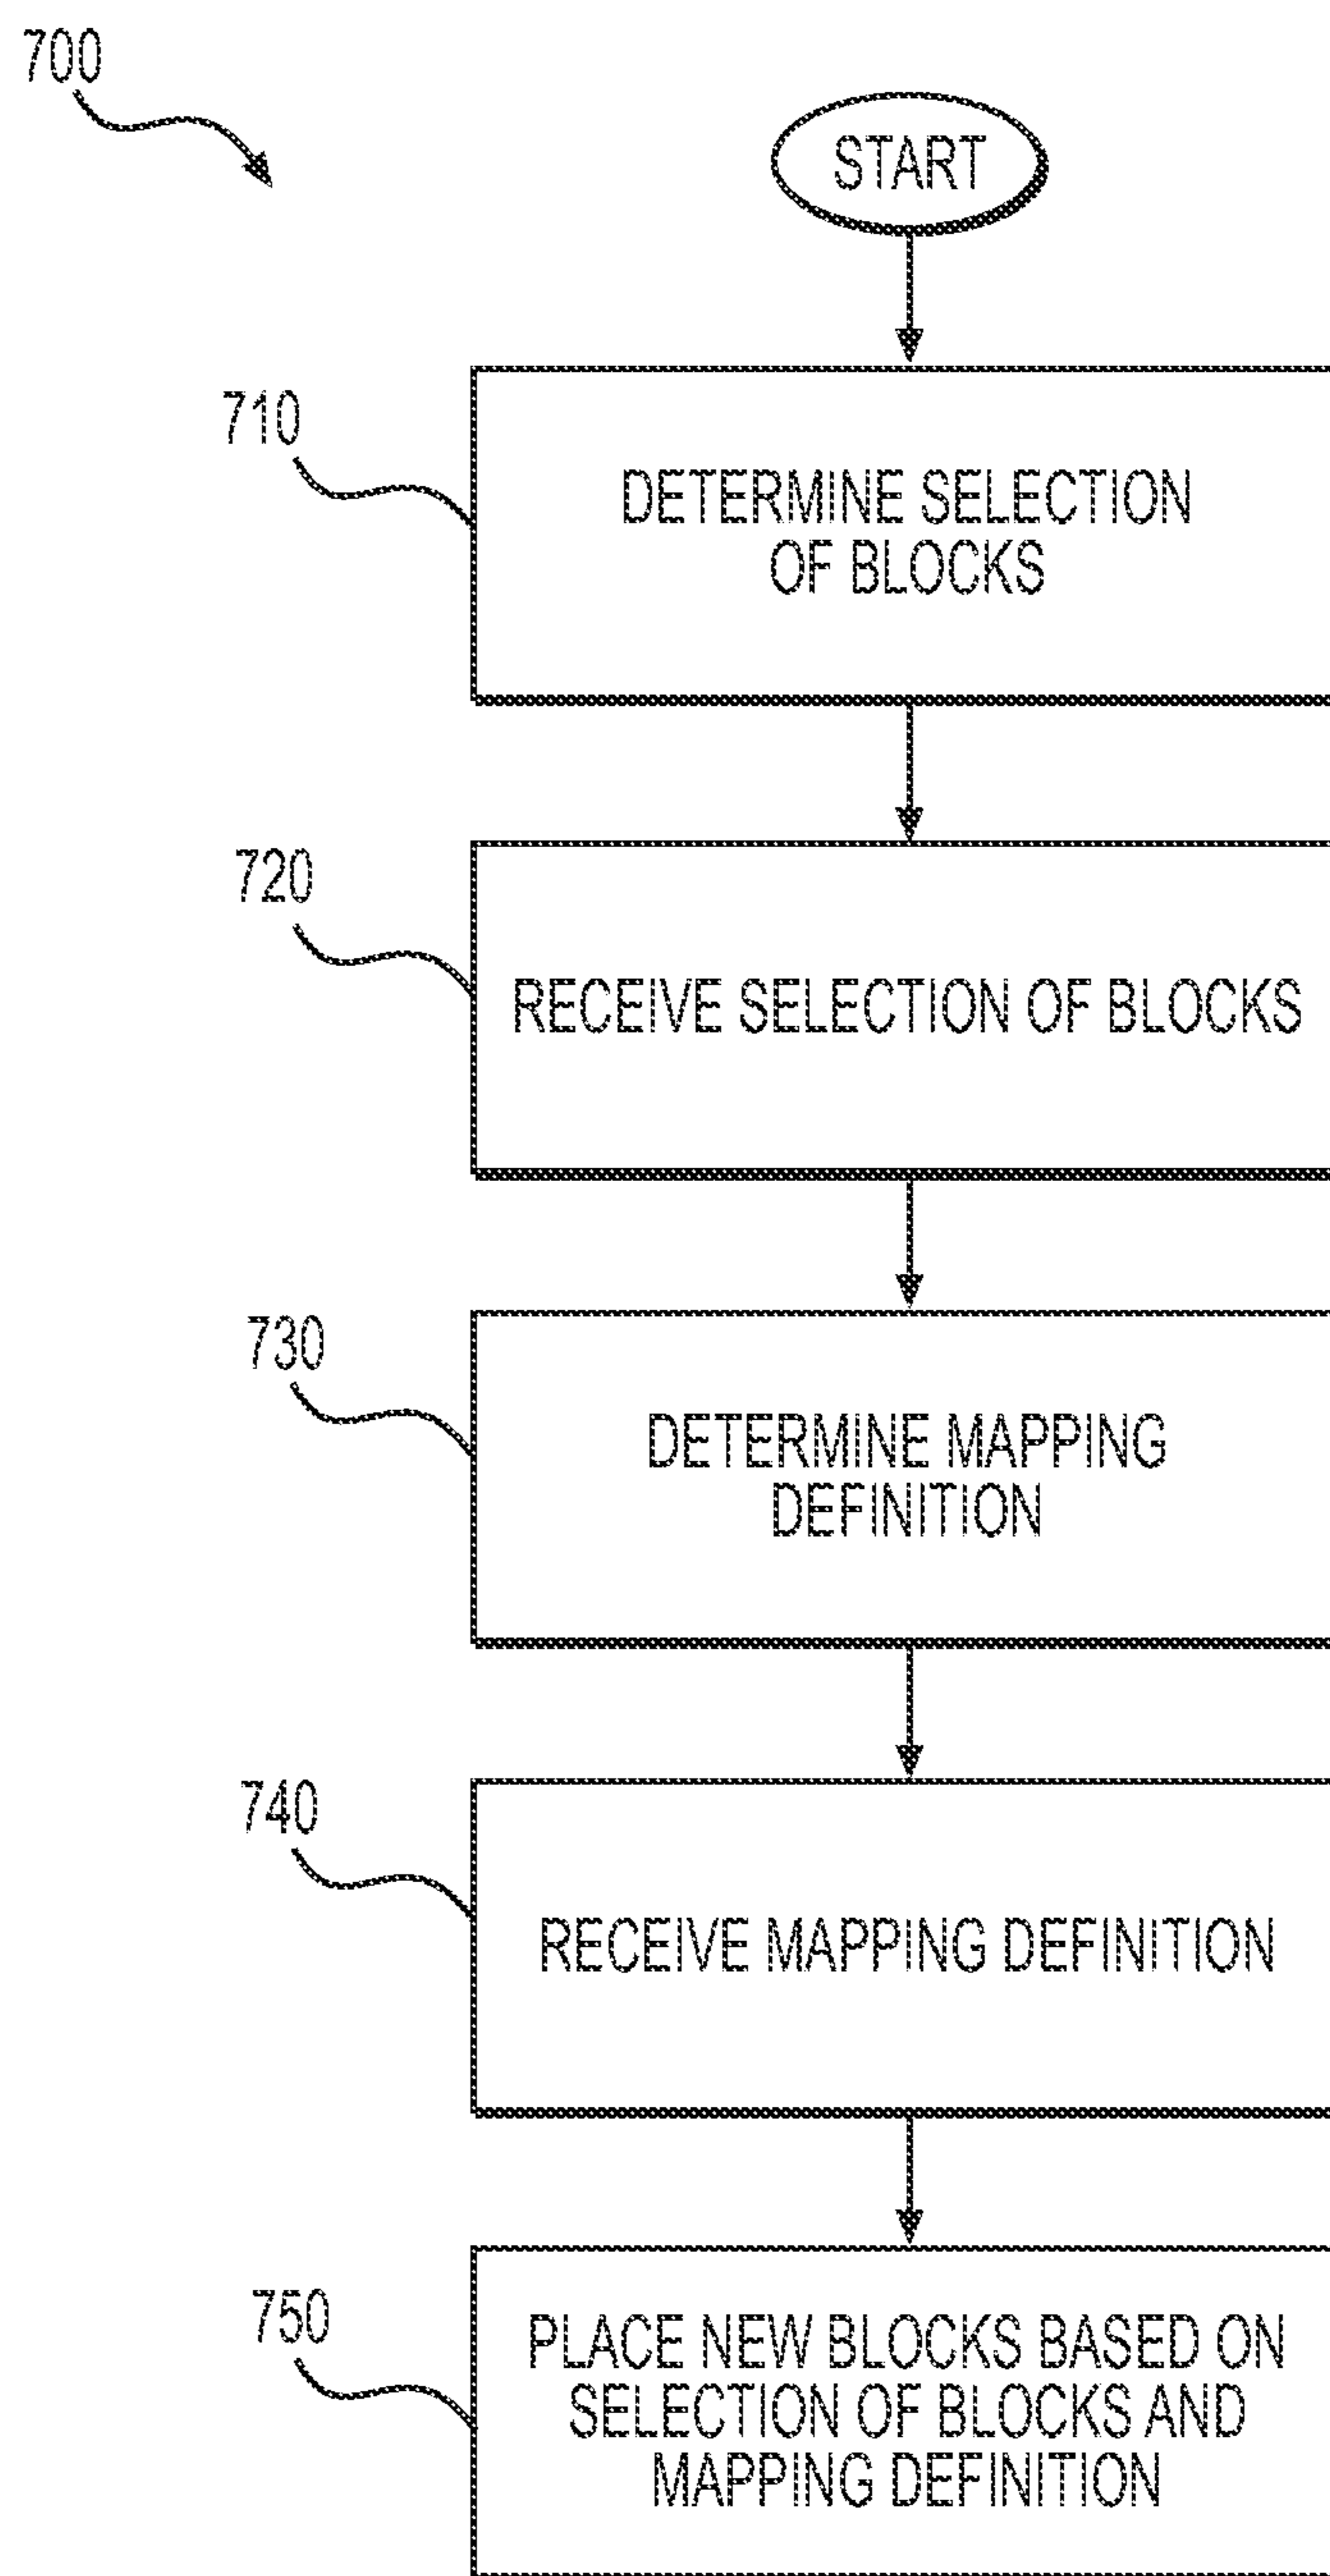 700
START
710
DETERMINE SELECTION
OF BLOCKS
720
RECEIVE SELECTION OF BLOCKS
730
DETERMINE MAPPING
DEFINITION
740
RECEIVE MAPPING DEFINITION
750
PLACE NEW BLOCKS BASED ON
SELECTION OF BLOCKS AND
MAPPING DEFINITION